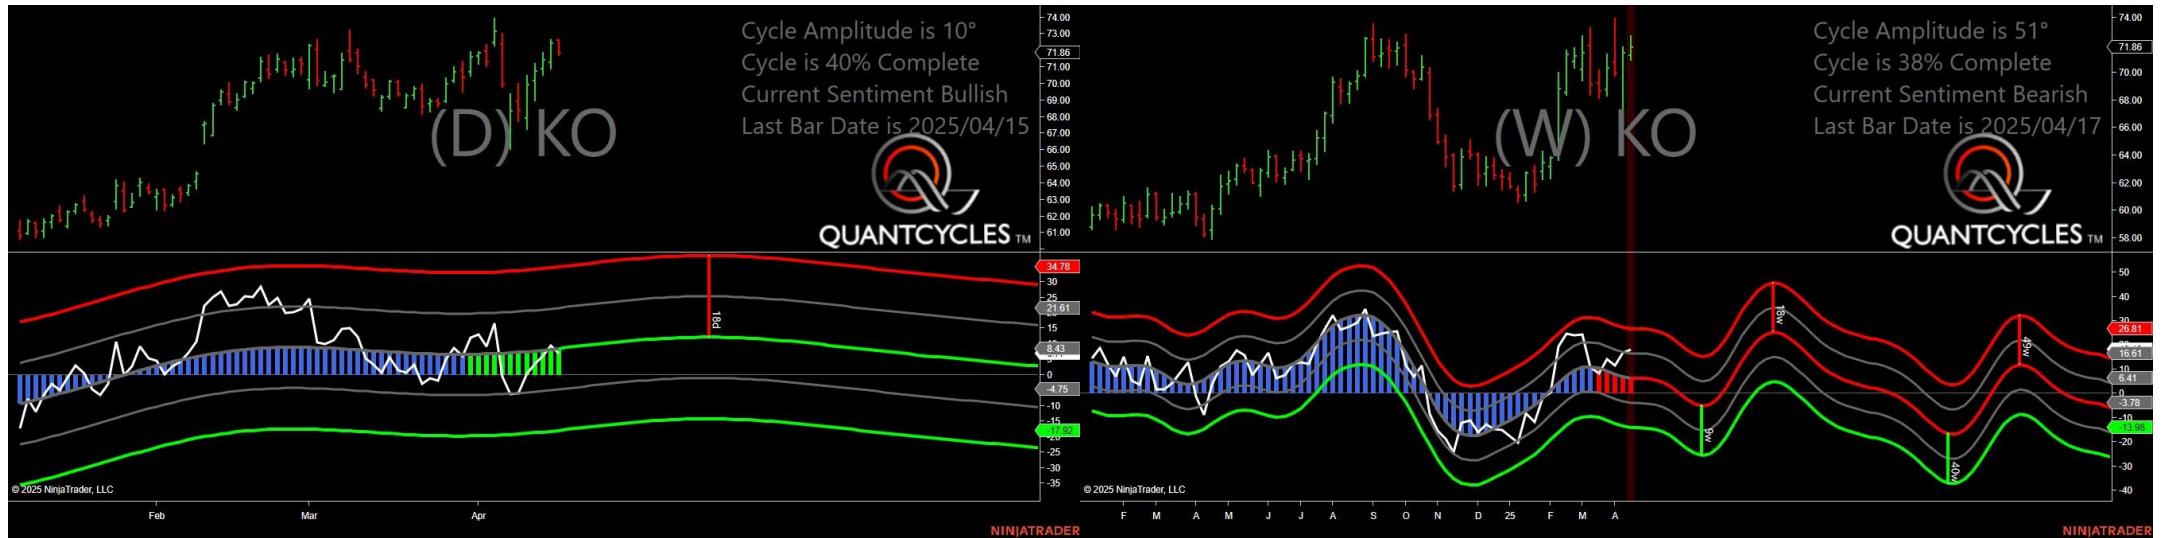 Cycle Amplitude is 10°
Cycle is 40% Complete
Current Sentiment Bullish
Last Bar Date is 2025/04/15
(D) KO
QUANTCYCLES TM
74.00
73.00
71.86
71.00
70.00
69.00
68.00
67.00
66.00
65.00
64.00
63.00
62.00
61.00
34.78
30
25
21.61
15
8.43
0
-4.75
-10
-15
-17.92
-25
-30
-35
18d
© 2025 NinjaTrader, LLC
Feb Mar Apr
NINJATRADER
Cycle Amplitude is 51°
Cycle is 38% Complete
Current Sentiment Bearish
Last Bar Date is 2025/04/17
(W) KO
QUANTCYCLES TM
74.00
71.86
70.00
68.00
66.00
64.00
62.00
60.00
58.00
50
40
30
26.81
16.61
10
6.41
0
-3.78
-10
-13.98
-20
-30
-40
9w
18w
40w
49w
© 2025 NinjaTrader, LLC
F M A M J J A S O N D 25 F M A
NINJATRADER